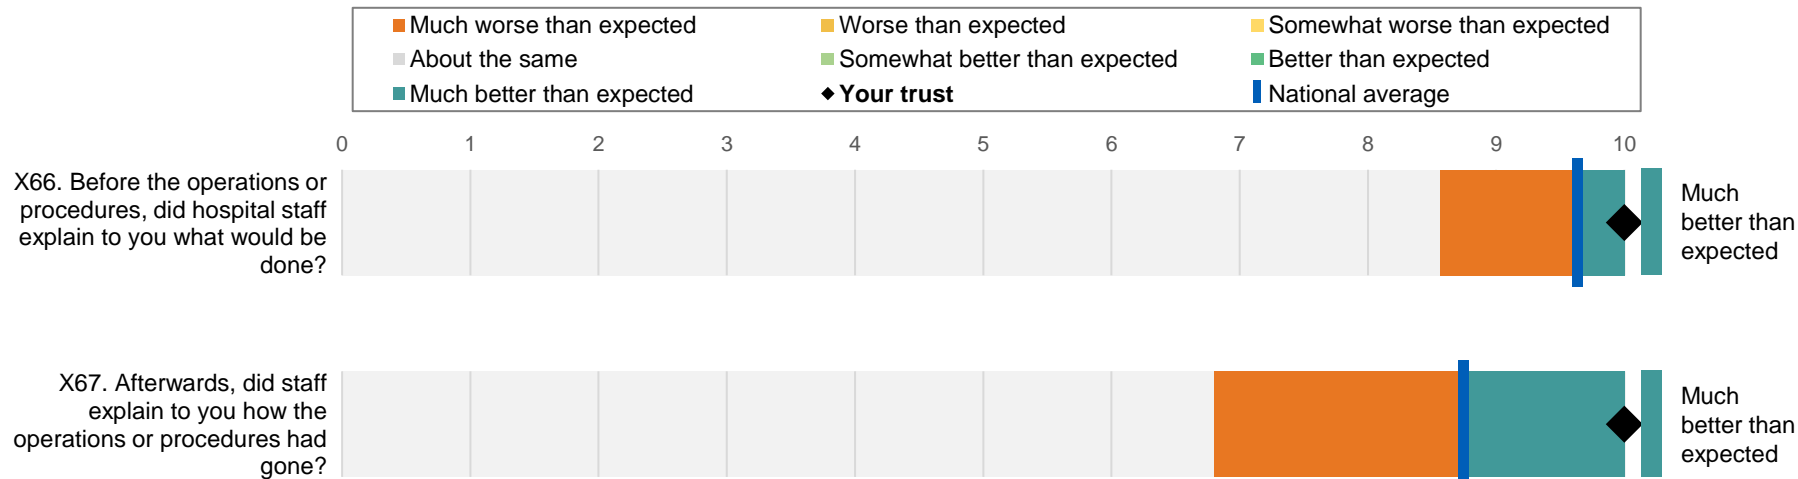 Much worse than expected Worse than expected Somewhat worse than expected
About the same Somewhat better than expected Better than expected
Much better than expected Your trust National average
0 1 2 3 4 5 6 7 8 9 10
X66. Before the operations or
procedures, did hospital staff
explain to you what would be
done?
Much
better than
expected
X67. Afterwards, did staff
explain to you how the
operations or procedures had
gone?
Much
better than
expected